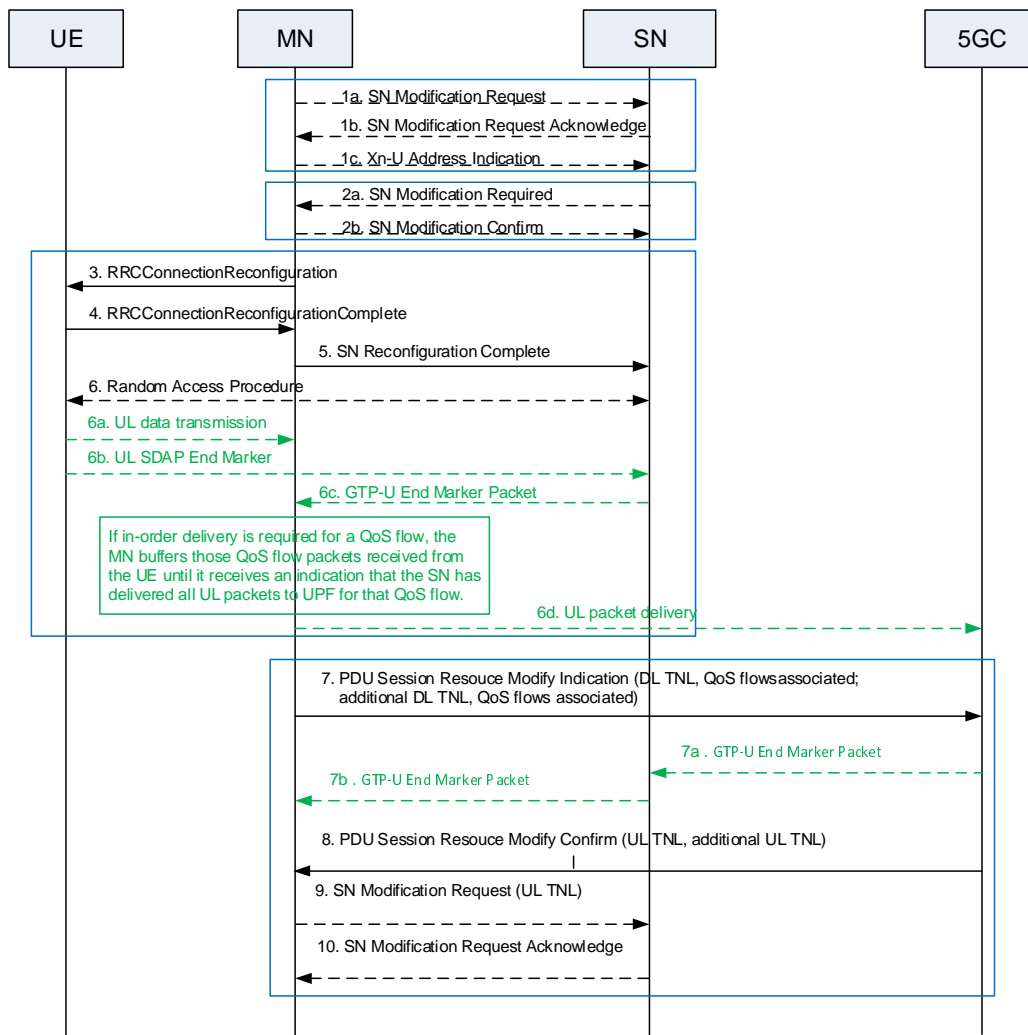 UE
MN
SN
5GC
1a. SN Modification Request
1b. SN Modification Request Acknowledge
1c. Xn-U Address Indication
2a. SN Modification Required
2b. SN Modification Confirm
3. RRCConnectionReconfiguration
4. RRCConnectionReconfigurationComplete
5. SN Reconfiguration Complete
6. Random Access Procedure
6a. UL data transmission
6b. UL SDAP End Marker
6c. GTP-U End Marker Packet
If in-order delivery is required for a QoS flow, the
MN buffers those QoS flow packets received from
the UE until it receives an indication that the SN has
delivered all UL packets to UPF for that QoS flow.
6d. UL packet delivery
7. PDU Session Resouce Modify Indication (DL TNL, QoS flowsassociated;
additional DL TNL, QoS flows associated)
7a . GTP-U End Marker Packet
7b . GTP-U End Marker Packet
8. PDU Session Resouce Modify Confirm (UL TNL, additional UL TNL)
9. SN Modification Request (UL TNL)
10. SN Modification Request Acknowledge